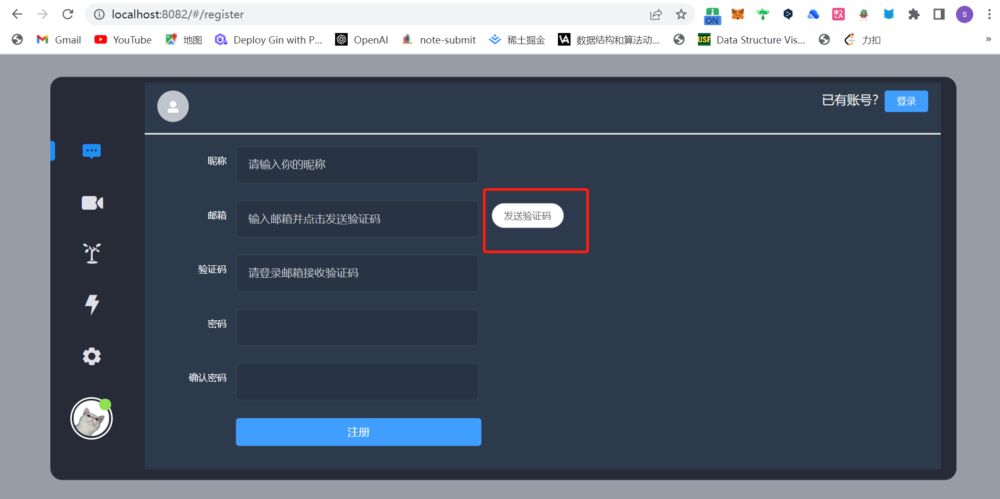 localhost:8082/#/register
ON
中
A
S
Gmail
YouTube
地图
Deploy Gin with P...
OpenAI
note-submit
稀土掘金
数据结构和算法动...
USF
Data Structure Vis...
力扣
»
已有账号?
登录
昵称
请输入你的昵称
邮箱
输入邮箱并点击发送验证码
发送验证码
验证码
请登录邮箱接收验证码
密码
确认密码
注册